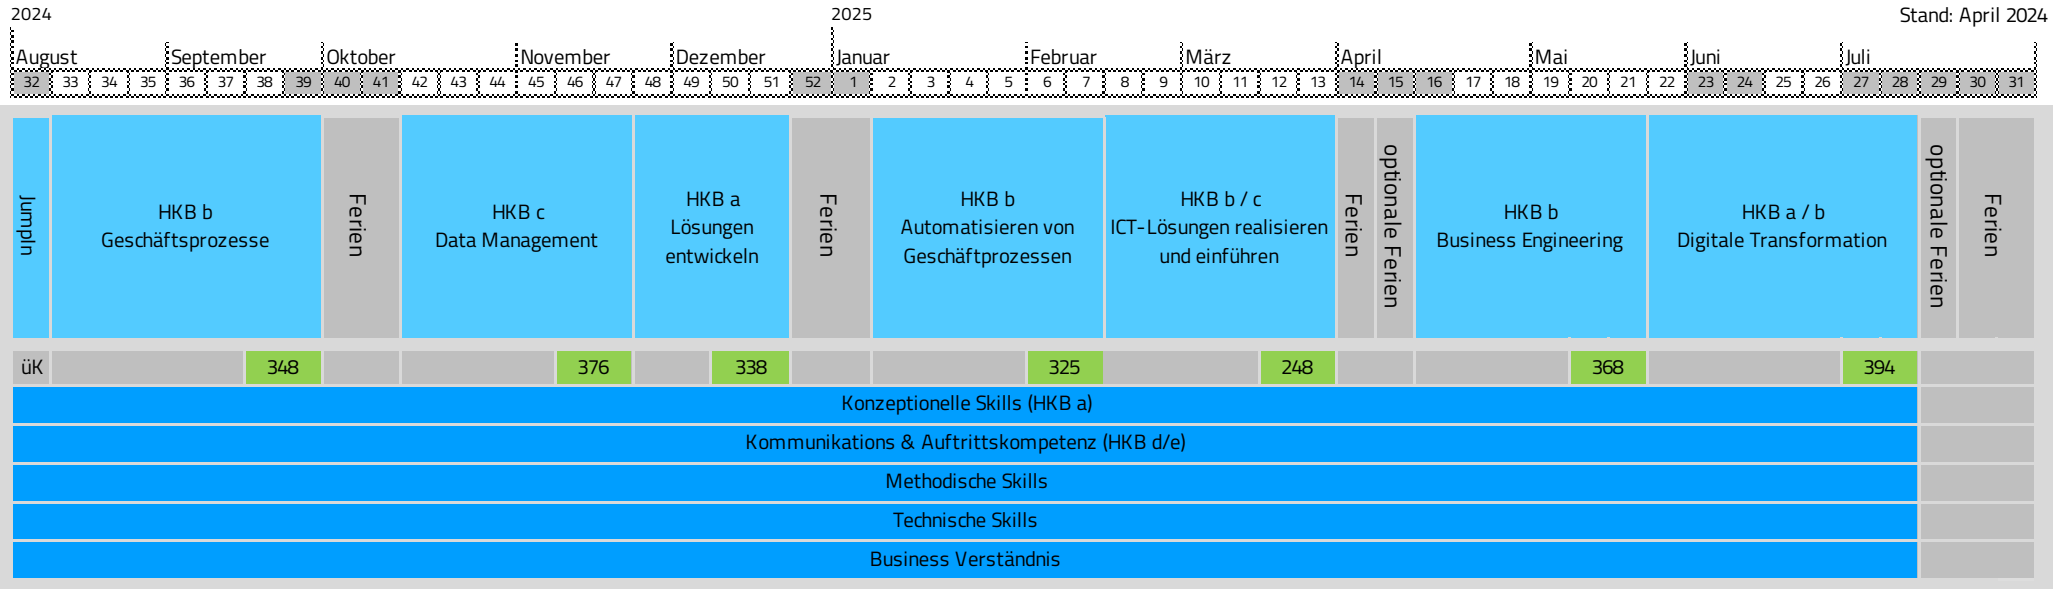 2024 2025 Stand: April 2024
August September Oktober November Dezember Januar Februar März April Mai Juni Juli
32 33 34 35 36 37 38 39 40 41 42 43 44 45 46 47 48 49 50 51 52 1 2 3 4 5 6 7 8 9 10 11 12 13 14 15 16 17 18 19 20 21 22 23 24 25 26 27 28 29 30 31
JumpIn
HKB b
Geschäftsprozesse
Ferien
HKB c
Data Management
HKB a
Lösungen
entwickeln
Ferien
HKB b
Automatisieren von
Geschäftprozessen
HKB b / c
ICT-Lösungen realisieren
und einführen
Ferien
optionale Ferien
HKB b
Business Engineering
HKB a / b
Digitale Transformation
optionale Ferien
Ferien
üK 348 376 338 325 248 368 394
Konzeptionelle Skills (HKB a)
Kommunikations & Auftrittskompetenz (HKB d/e)
Methodische Skills
Technische Skills
Business Verständnis